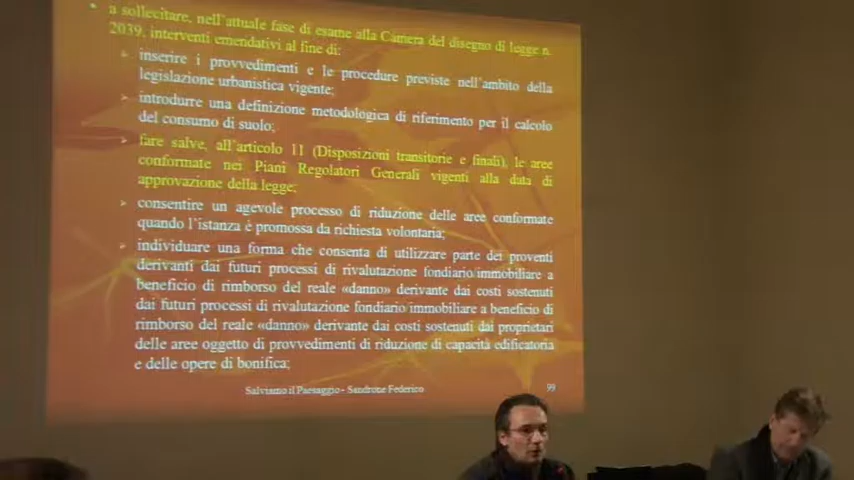 • a sollecitare, nell'attuale fase di esame alla Camera del disegno di legge n.
2039, interventi emendativi al fine di:
➢ inserire i provvedimenti e le procedure previste nell'ambito della
legislazione urbanistica vigente;
➢ introdurre una definizione metodologica di riferimento per il calcolo
del consumo di suolo;
➢ fare salve, all'articolo 11 (Disposizioni transitorie e finali), le aree
conformate nei Piani Regolatori Generali vigenti alla data di
approvazione della legge;
➢ consentire un agevole processo di riduzione delle aree conformate
quando l'istanza è promossa da richiesta volontaria;
➢ individuare una forma che consenta di utilizzare parte dei proventi
derivanti dai futuri processi di rivalutazione fondiario/immobiliare a
beneficio di rimborso del reale «danno» derivante dai costi sostenuti
dai futuri processi di rivalutazione fondiario immobiliare a beneficio di
rimborso del reale «danno» derivante dai costi sostenuti dai proprietari
delle aree oggetto di provvedimenti di riduzione di capacità edificatoria
e delle opere di bonifica;
Salviamo il Paesaggio - Sandrone Federico
99